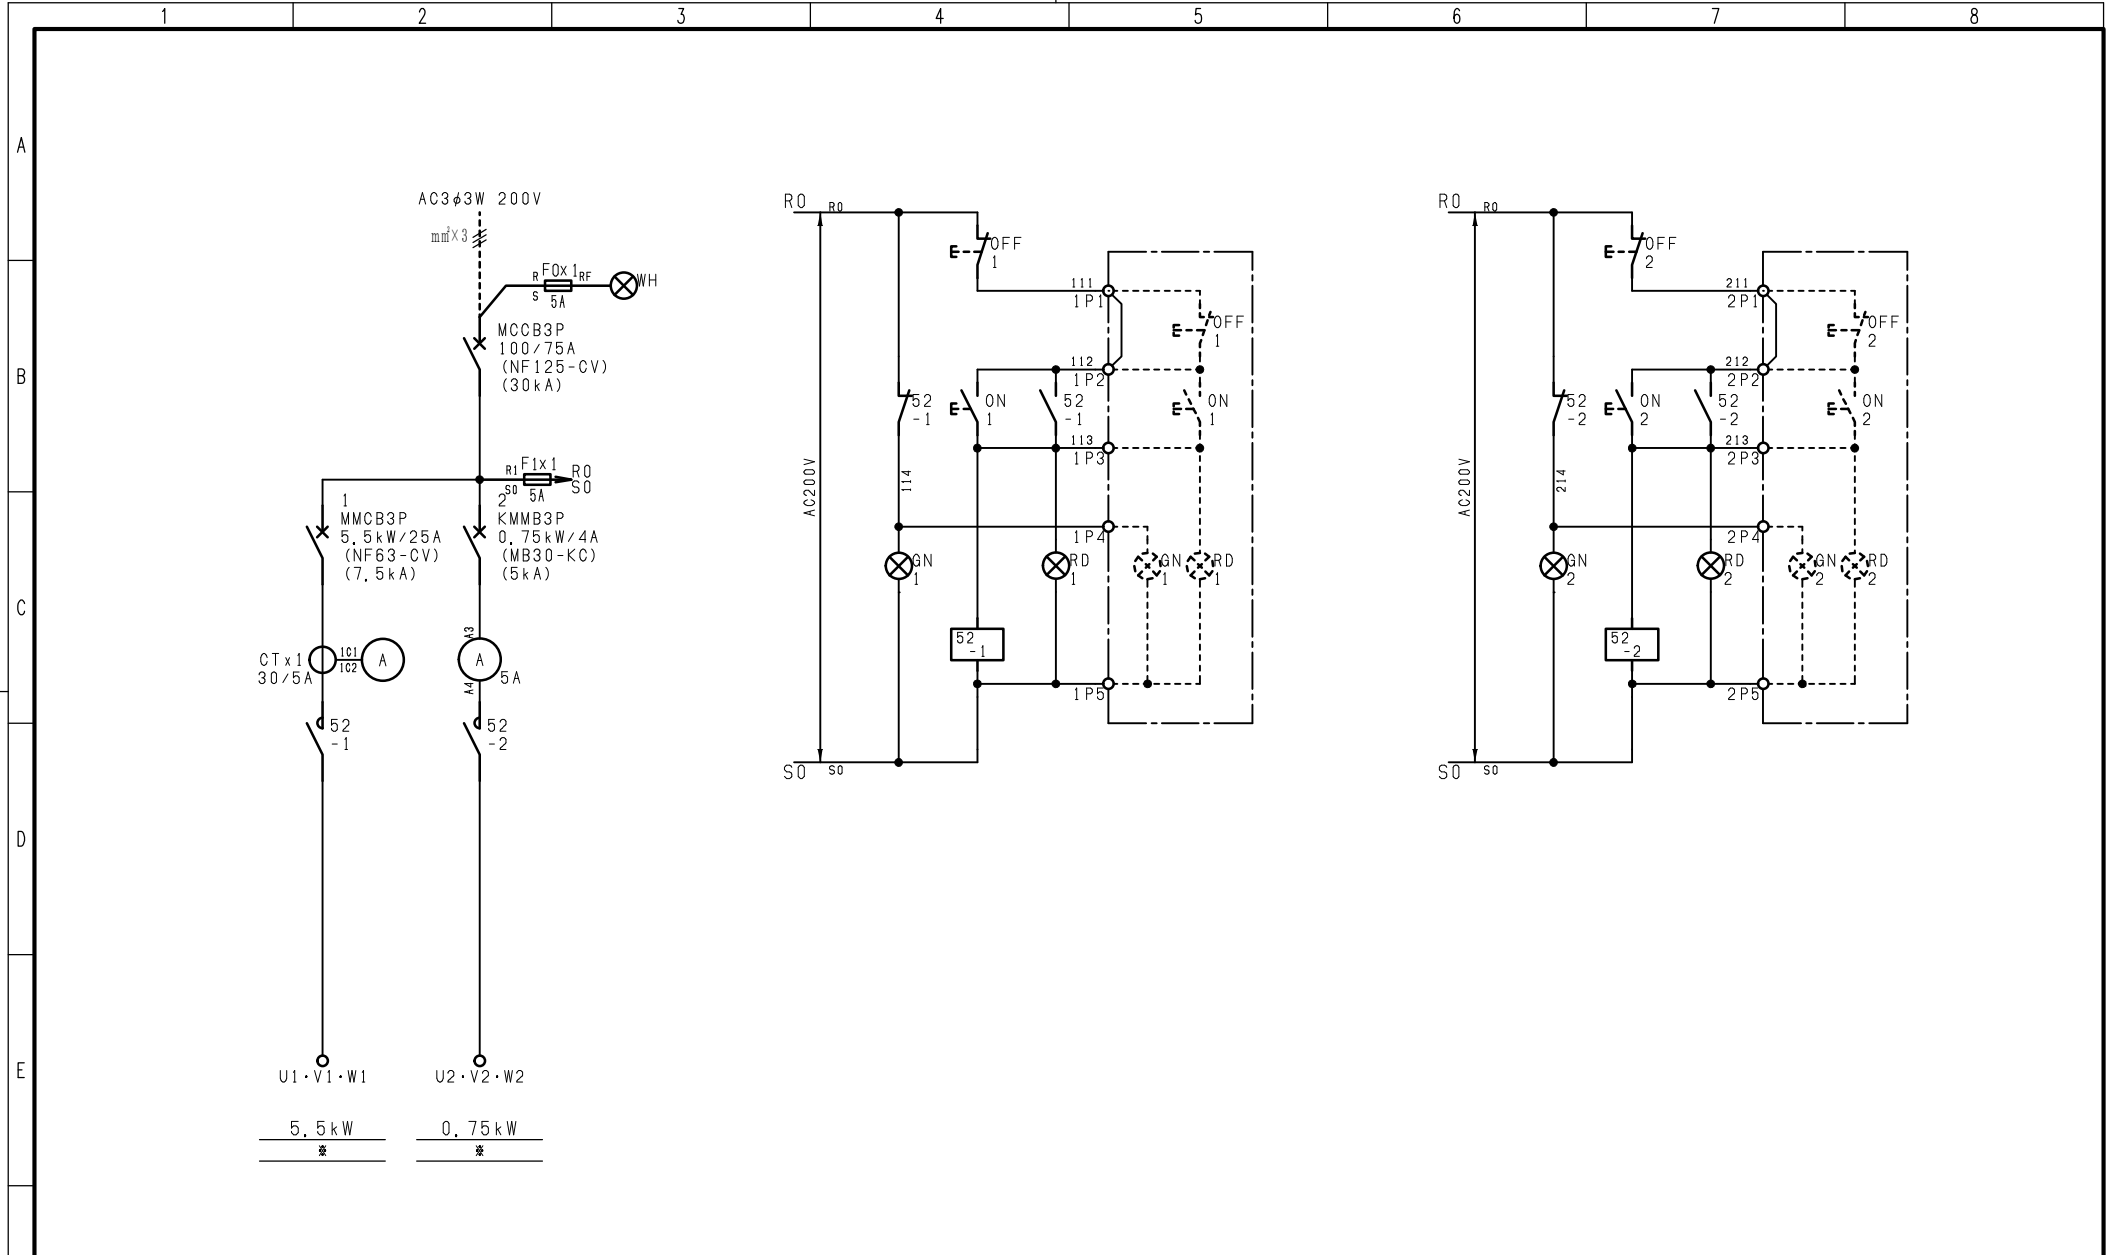 1 2 3 4 5 6 7 8
A
B
C
D
E
AC3φ3W 200V
mm²×3
R F0x1 RF
S 5A
WH
MCCB3P
100/75A
(NF125-CV)
(30kA)
R1 F1x1 R0
S0 5A S0
1
MMCB3P
5.5kW/25A
(NF63-CV)
(7.5kA)
2
KMMB3P
0.75kW/4A
(MB30-KC)
(5kA)
CTx1
30/5A
1C1
1C2
A
A3
A
A4
5A
52
-1
52
-2
U1・V1・W1
U2・V2・W2
5.5kW
※
0.75kW
※
R0 R0
OFF
1
111
1P1
OFF
1
112
1P2
52
-1
ON
1
52
-1
ON
1
113
1P3
AC200V
114
1P4
GN
1
RD
1
GN
1
RD
1
52
-1
1P5
S0 S0
R0 R0
OFF
2
211
2P1
OFF
2
212
2P2
52
-2
ON
2
52
-2
ON
2
213
2P3
AC200V
214
2P4
GN
2
RD
2
GN
2
RD
2
52
-2
2P5
S0 S0